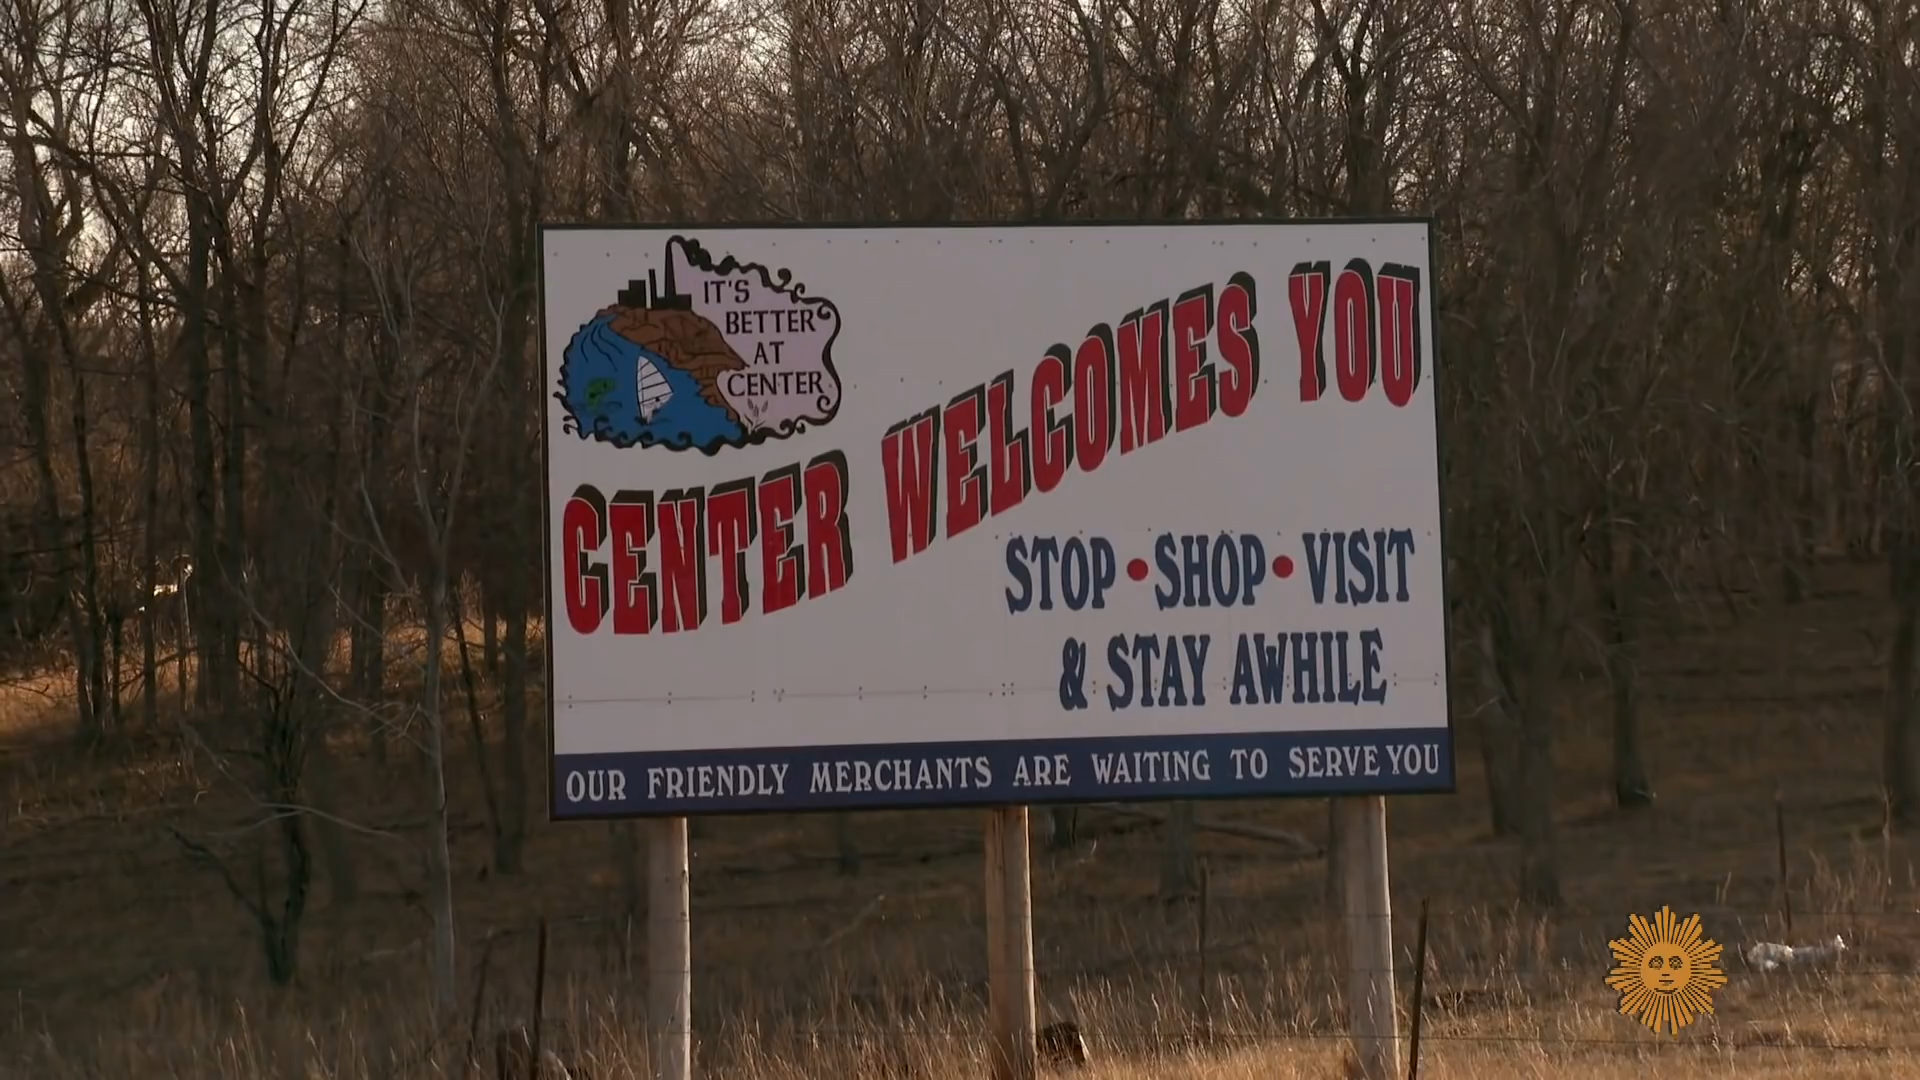 IT'S
BETTER
AT
CENTER
CENTER WELCOMES YOU
STOP • SHOP • VISIT
& STAY AWHILE
OUR FRIENDLY MERCHANTS ARE WAITING TO SERVE YOU